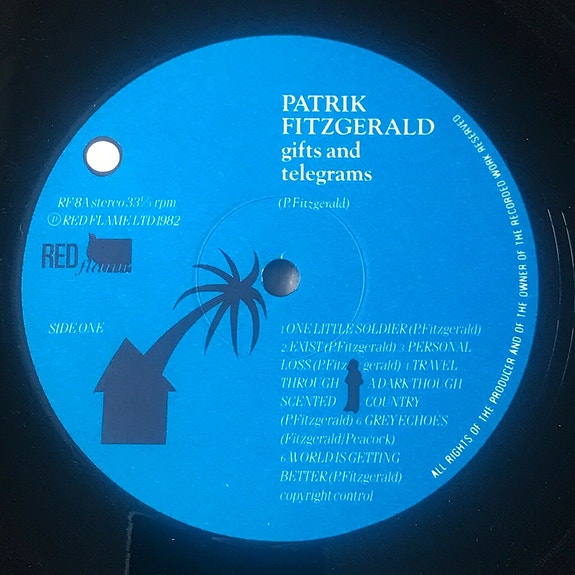 PATRIK
FITZGERALD
gifts and
telegrams
(P.Fitzgerald)
RF 8 A stereo 33⅓ rpm
Ⓟ RED FLAME LTD 1982
RED flame
SIDE ONE
1 ONE LITTLE SOLDIER (P.Fitzgerald)
2 EXIST (P.Fitzgerald) 3 PERSONAL
LOSS (P.Fitzgerald) 4 TRAVEL
THROUGH A DARK THOUGH
SCENTED COUNTRY
(P.Fitzgerald) 6 GREY ECHOES
(Fitzgerald/Peacock)
6 WORLD IS GETTING
BETTER (P.Fitzgerald)
copyright control
ALL RIGHTS OF THE PRODUCER AND OF THE OWNER OF THE RECORDED WORK RESERVED